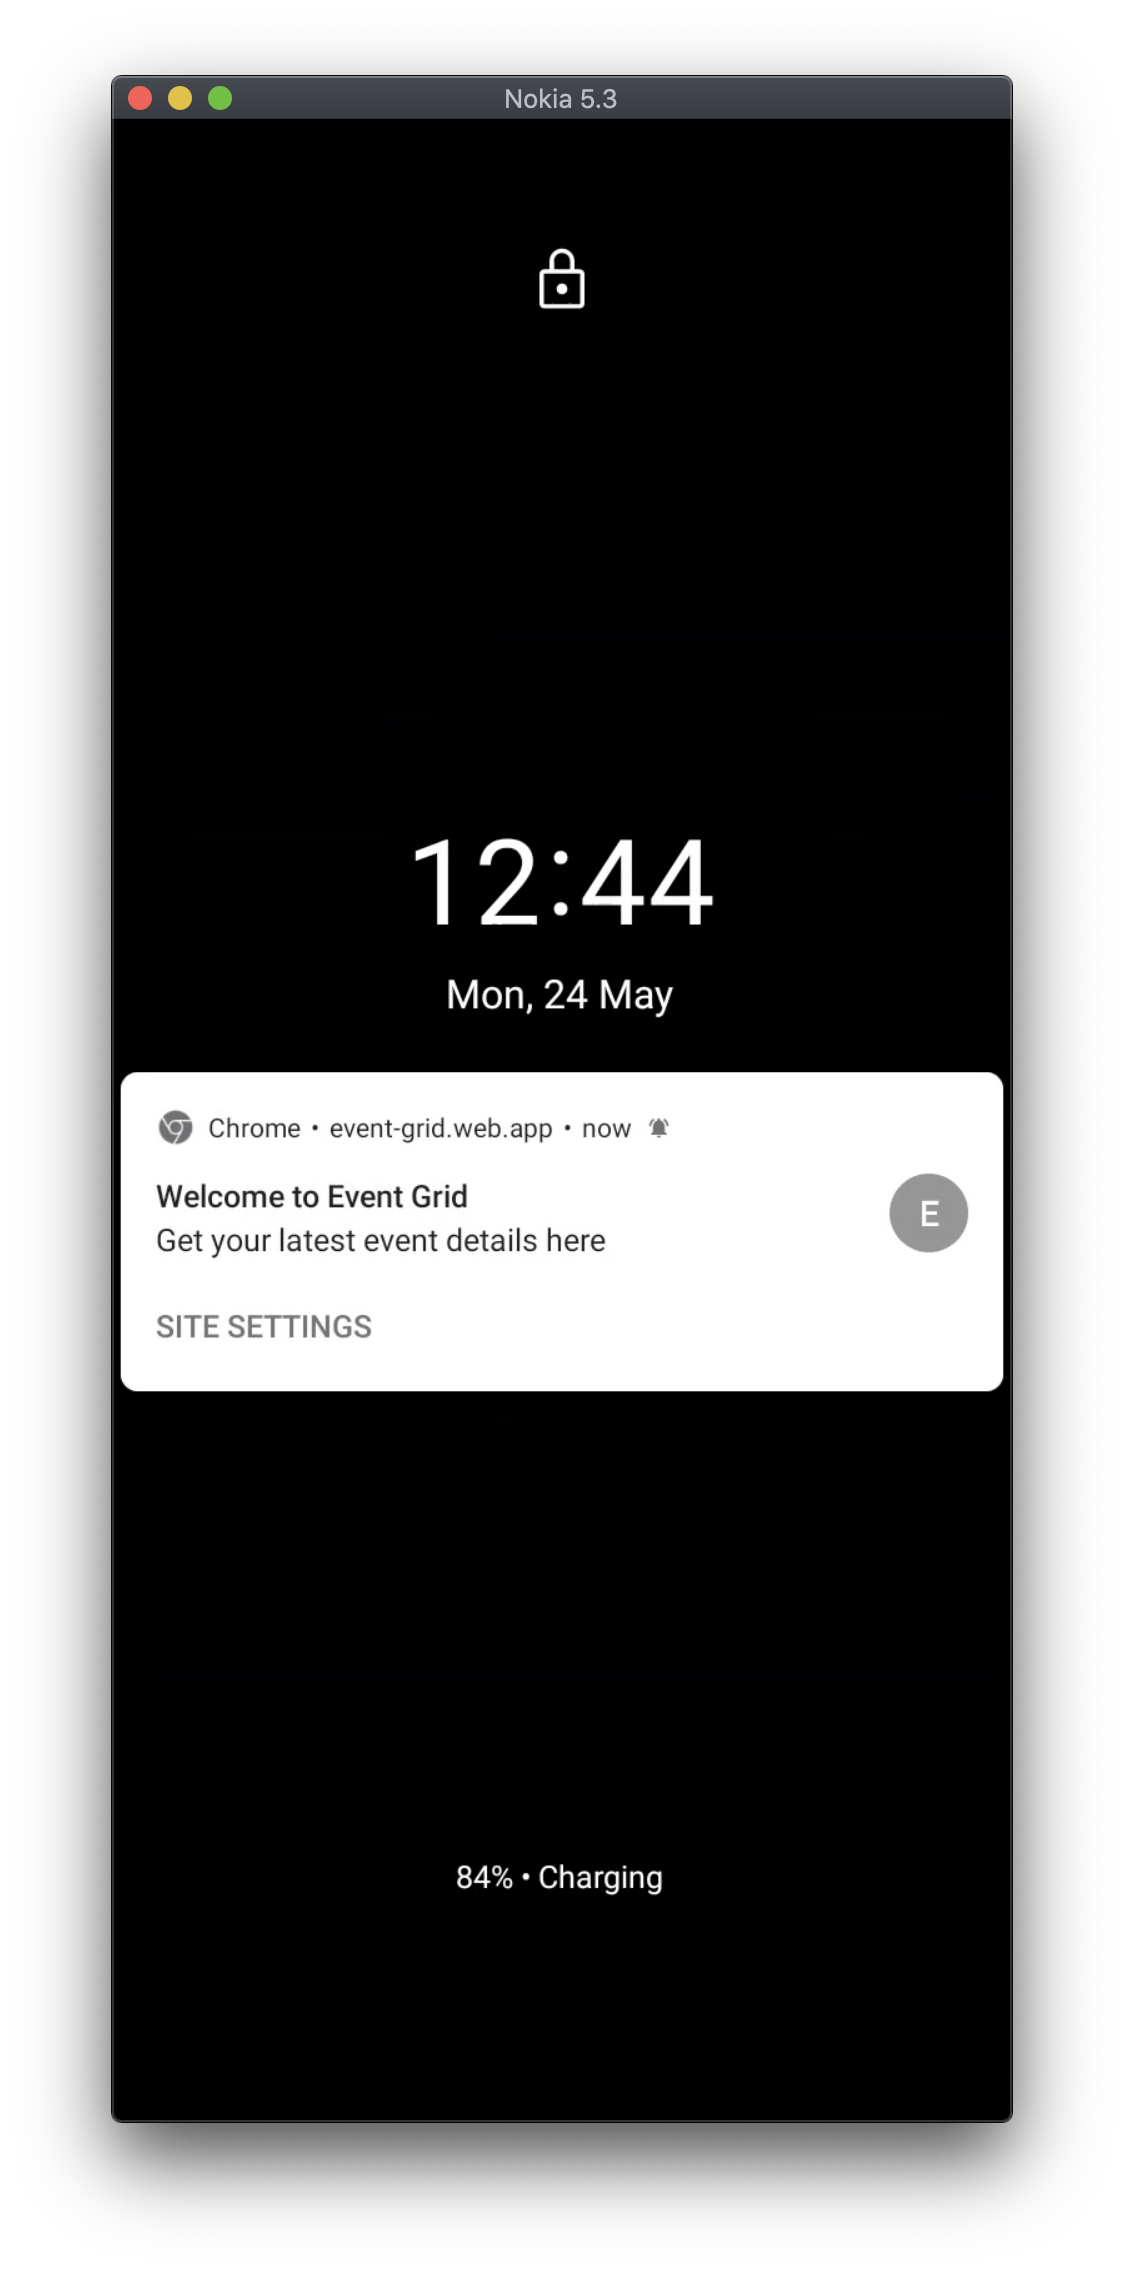 Nokia 5.3
12:44
Mon, 24 May
Chrome • event-grid.web.app • now
Welcome to Event Grid
E
Get your latest event details here
SITE SETTINGS
84% • Charging